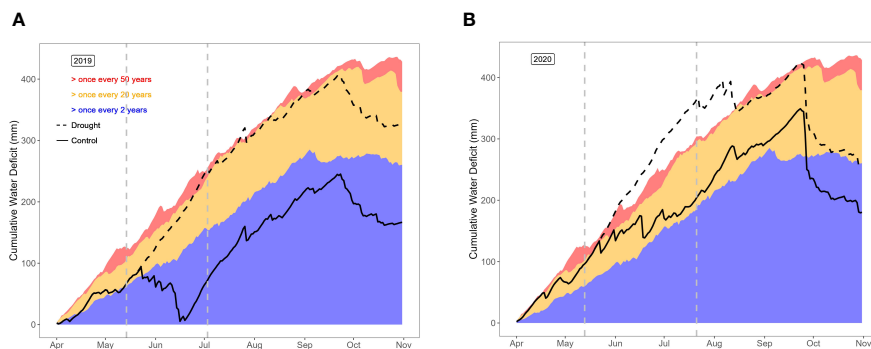 A
2019
> once every 50 years
> once every 20 years
> once every 2 years
Drought
Control
Cumulative Water Deficit (mm)
400
300
200
100
0
Apr May Jun Jul Aug Sep Oct Nov
B
2020
Cumulative Water Deficit (mm)
400
300
200
100
0
Apr May Jun Jul Aug Sep Oct Nov